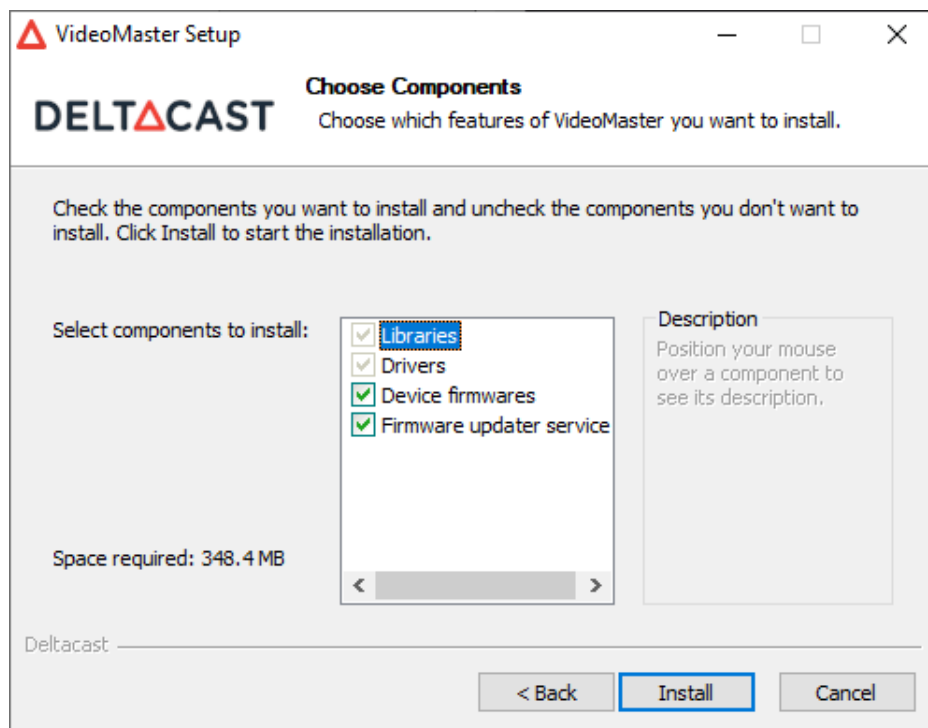 VideoMaster Setup
DELTACAST
Choose Components
Choose which features of VideoMaster you want to install.
Check the components you want to install and uncheck the components you don't want to
install. Click Install to start the installation.
Select components to install:
Libraries
Drivers
Device firmwares
Firmware updater service
Description
Position your mouse
over a component to
see its description.
Space required: 348.4 MB
Deltacast
< Back
Install
Cancel